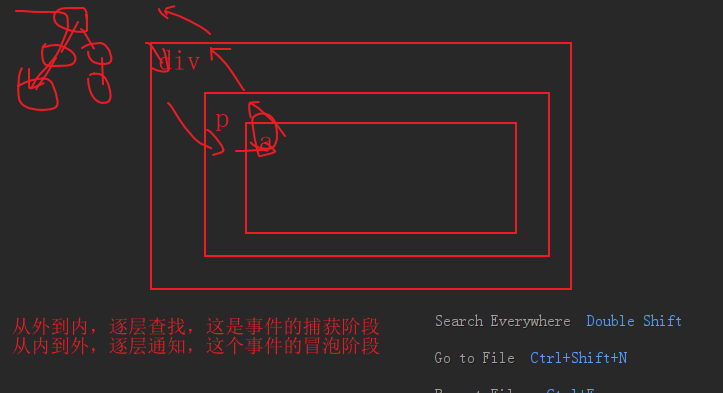 div
p
a
从外到内，逐层查找，这是事件的捕获阶段
从内到外，逐层通知，这个事件的冒泡阶段
Search Everywhere Double Shift
Go to File Ctrl+Shift+N